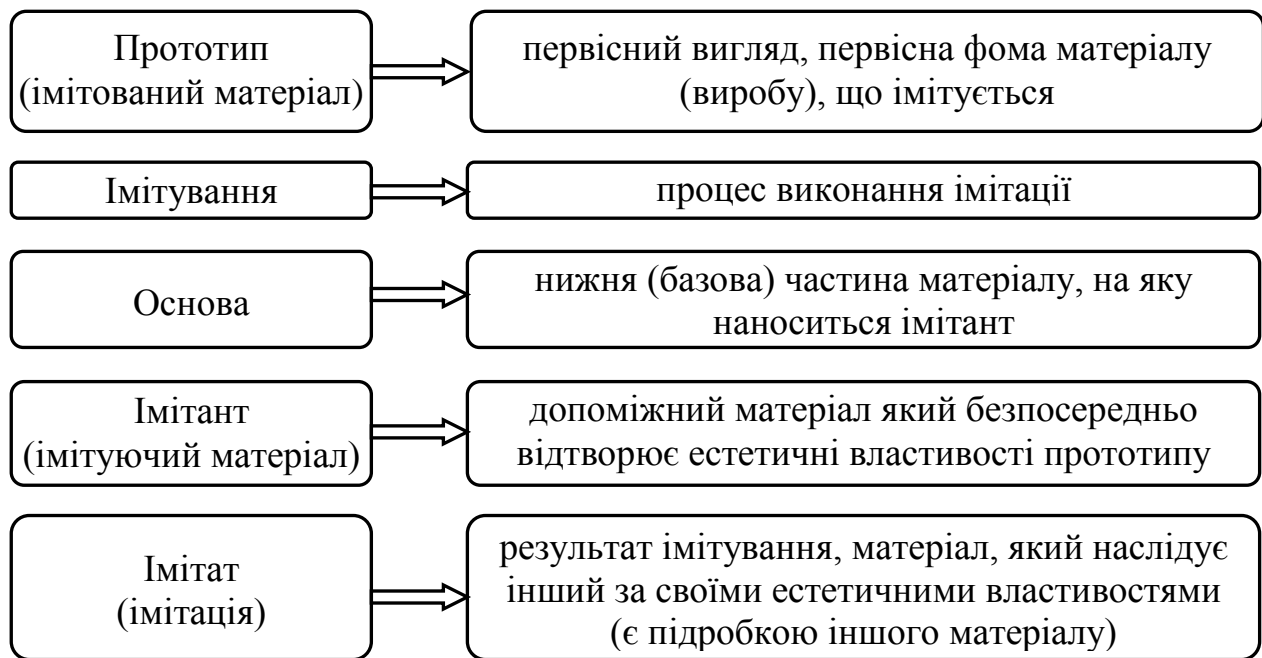 Прототип
(імітований матеріал)
первісний вигляд, первісна фома матеріалу
(виробу), що імітується
Імітування
процес виконання імітації
Основа
нижня (базова) частина матеріалу, на яку
наноситься імітант
Імітант
(імітуючий матеріал)
допоміжний матеріал який безпосередньо
відтворює естетичні властивості прототипу
Імітат
(імітація)
результат імітування, матеріал, який наслідує
інший за своїми естетичними властивостями
(є підробкою іншого матеріалу)